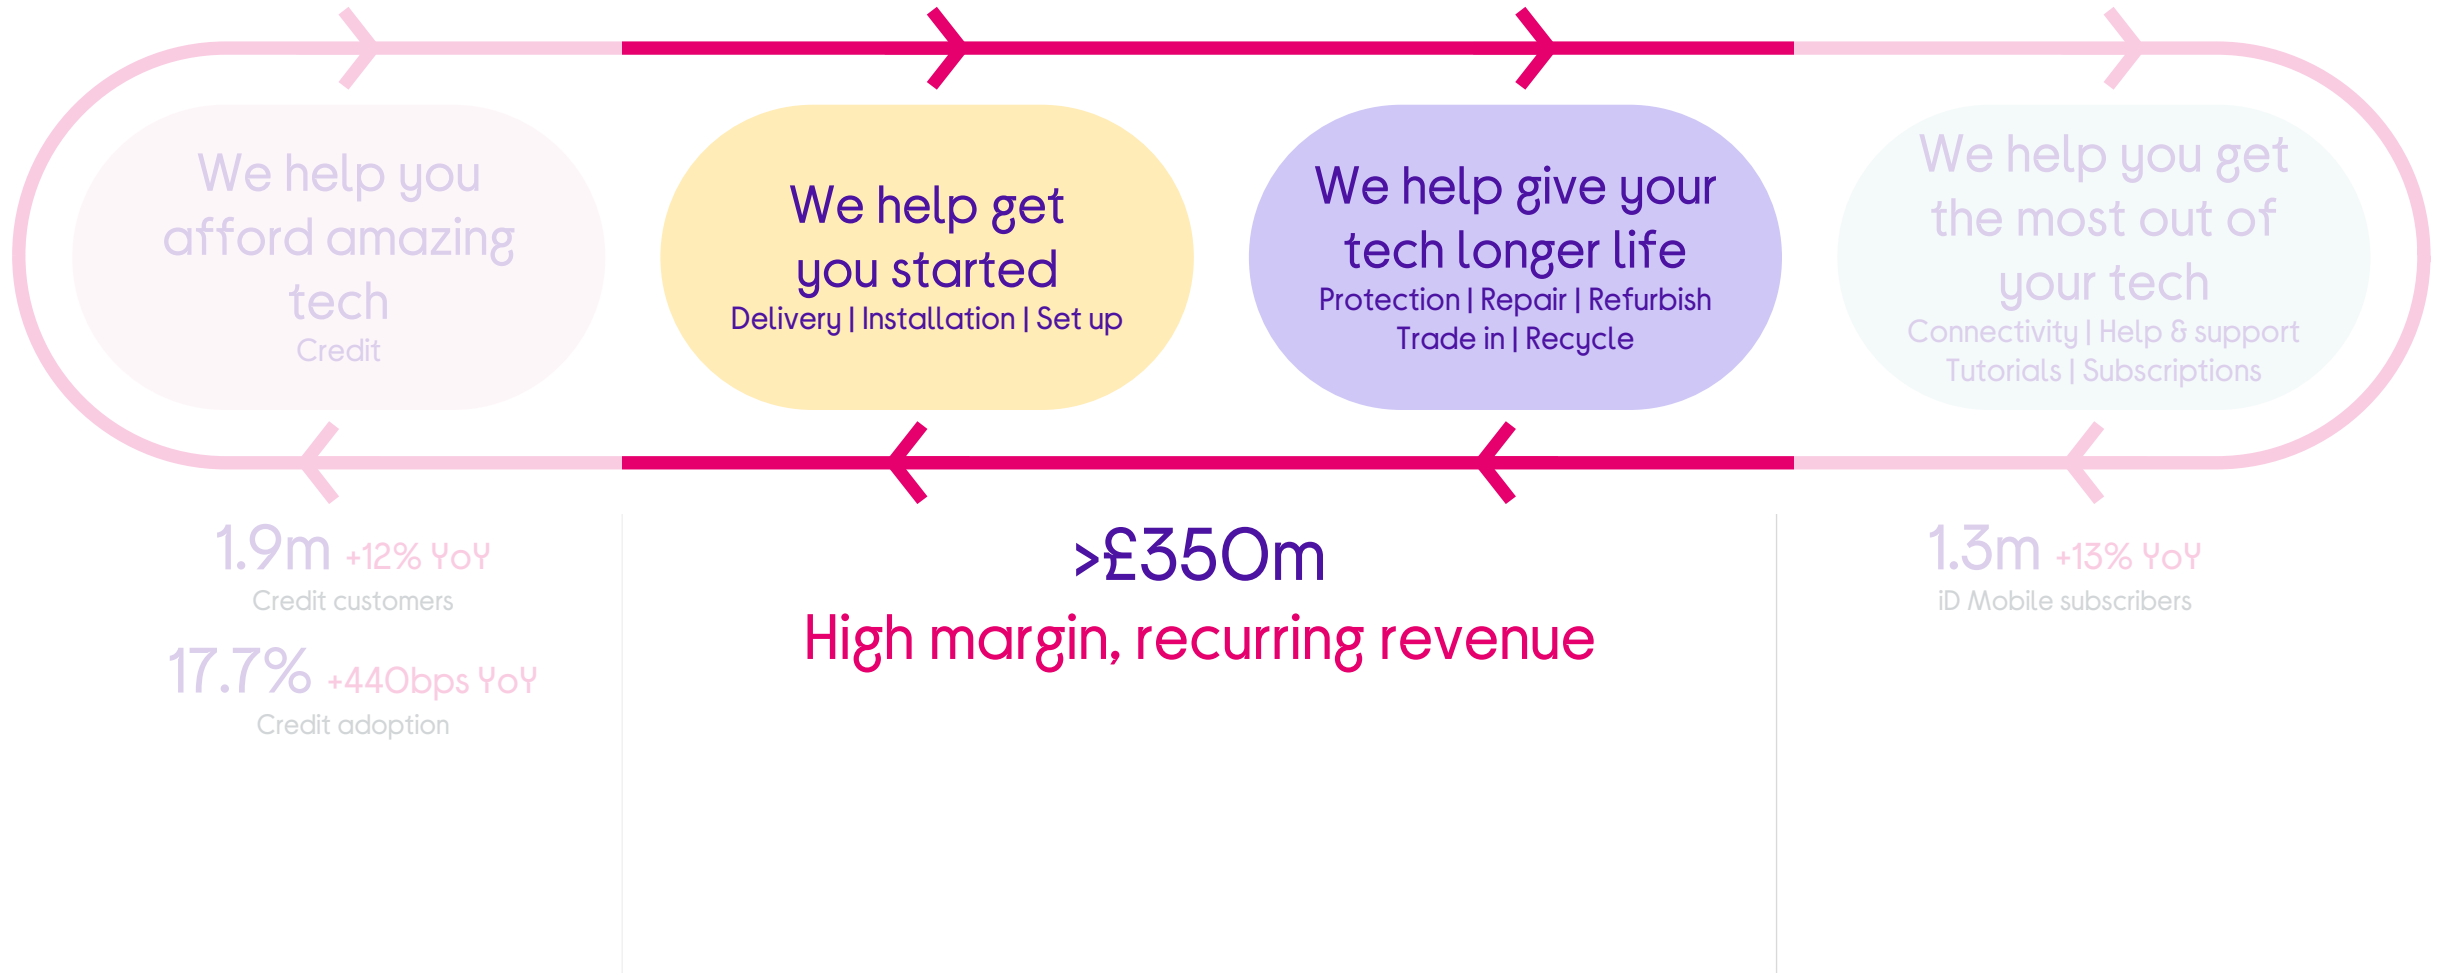 We help you
afford amazing
tech
Credit
We help get
you started
Delivery | Installation | Set up
We help give your
tech longer life
Protection | Repair | Refurbish
Trade in | Recycle
We help you get
the most out of
your tech
Connectivity | Help & support
Tutorials | Subscriptions
1.9m +12% YoY
Credit customers
17.7% +440bps YoY
Credit adoption
>£350m
High margin, recurring revenue
1.3m +13% YoY
iD Mobile subscribers